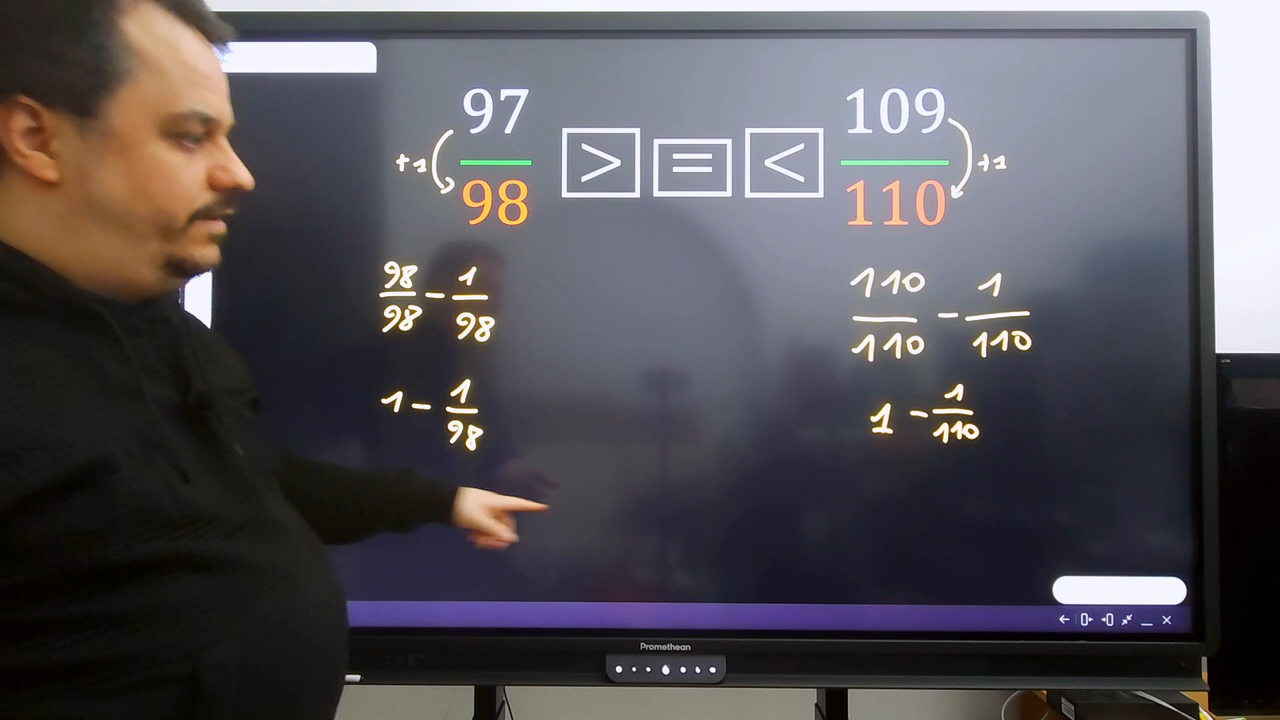 97 109
+1 > = < +1
98 110
98/98 - 1/98 110/110 - 1/110
1 - 1/98 1 - 1/110
Promethean